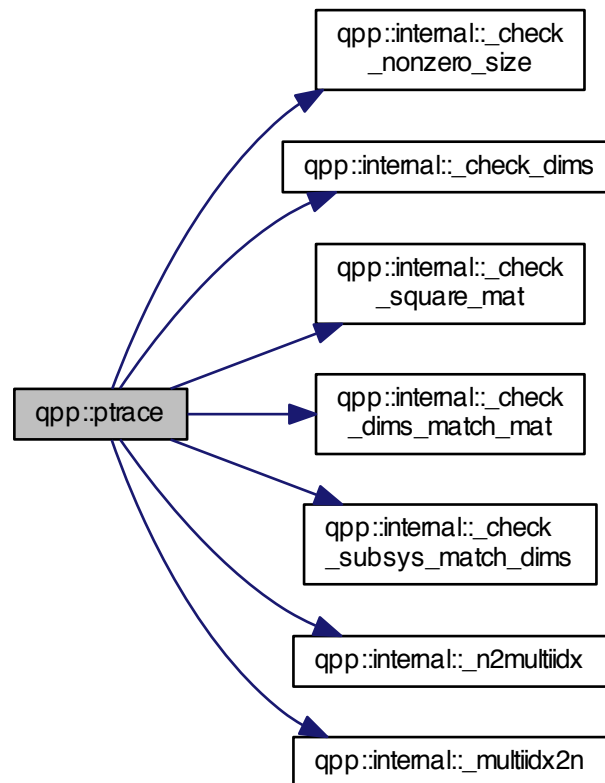 qpp::internal::_check
_nonzero_size
qpp::internal::_check_dims
qpp::internal::_check
_square_mat
qpp::ptrace
qpp::internal::_check
_dims_match_mat
qpp::internal::_check
_subsys_match_dims
qpp::internal::_n2multiidx
qpp::internal::_multiidx2n